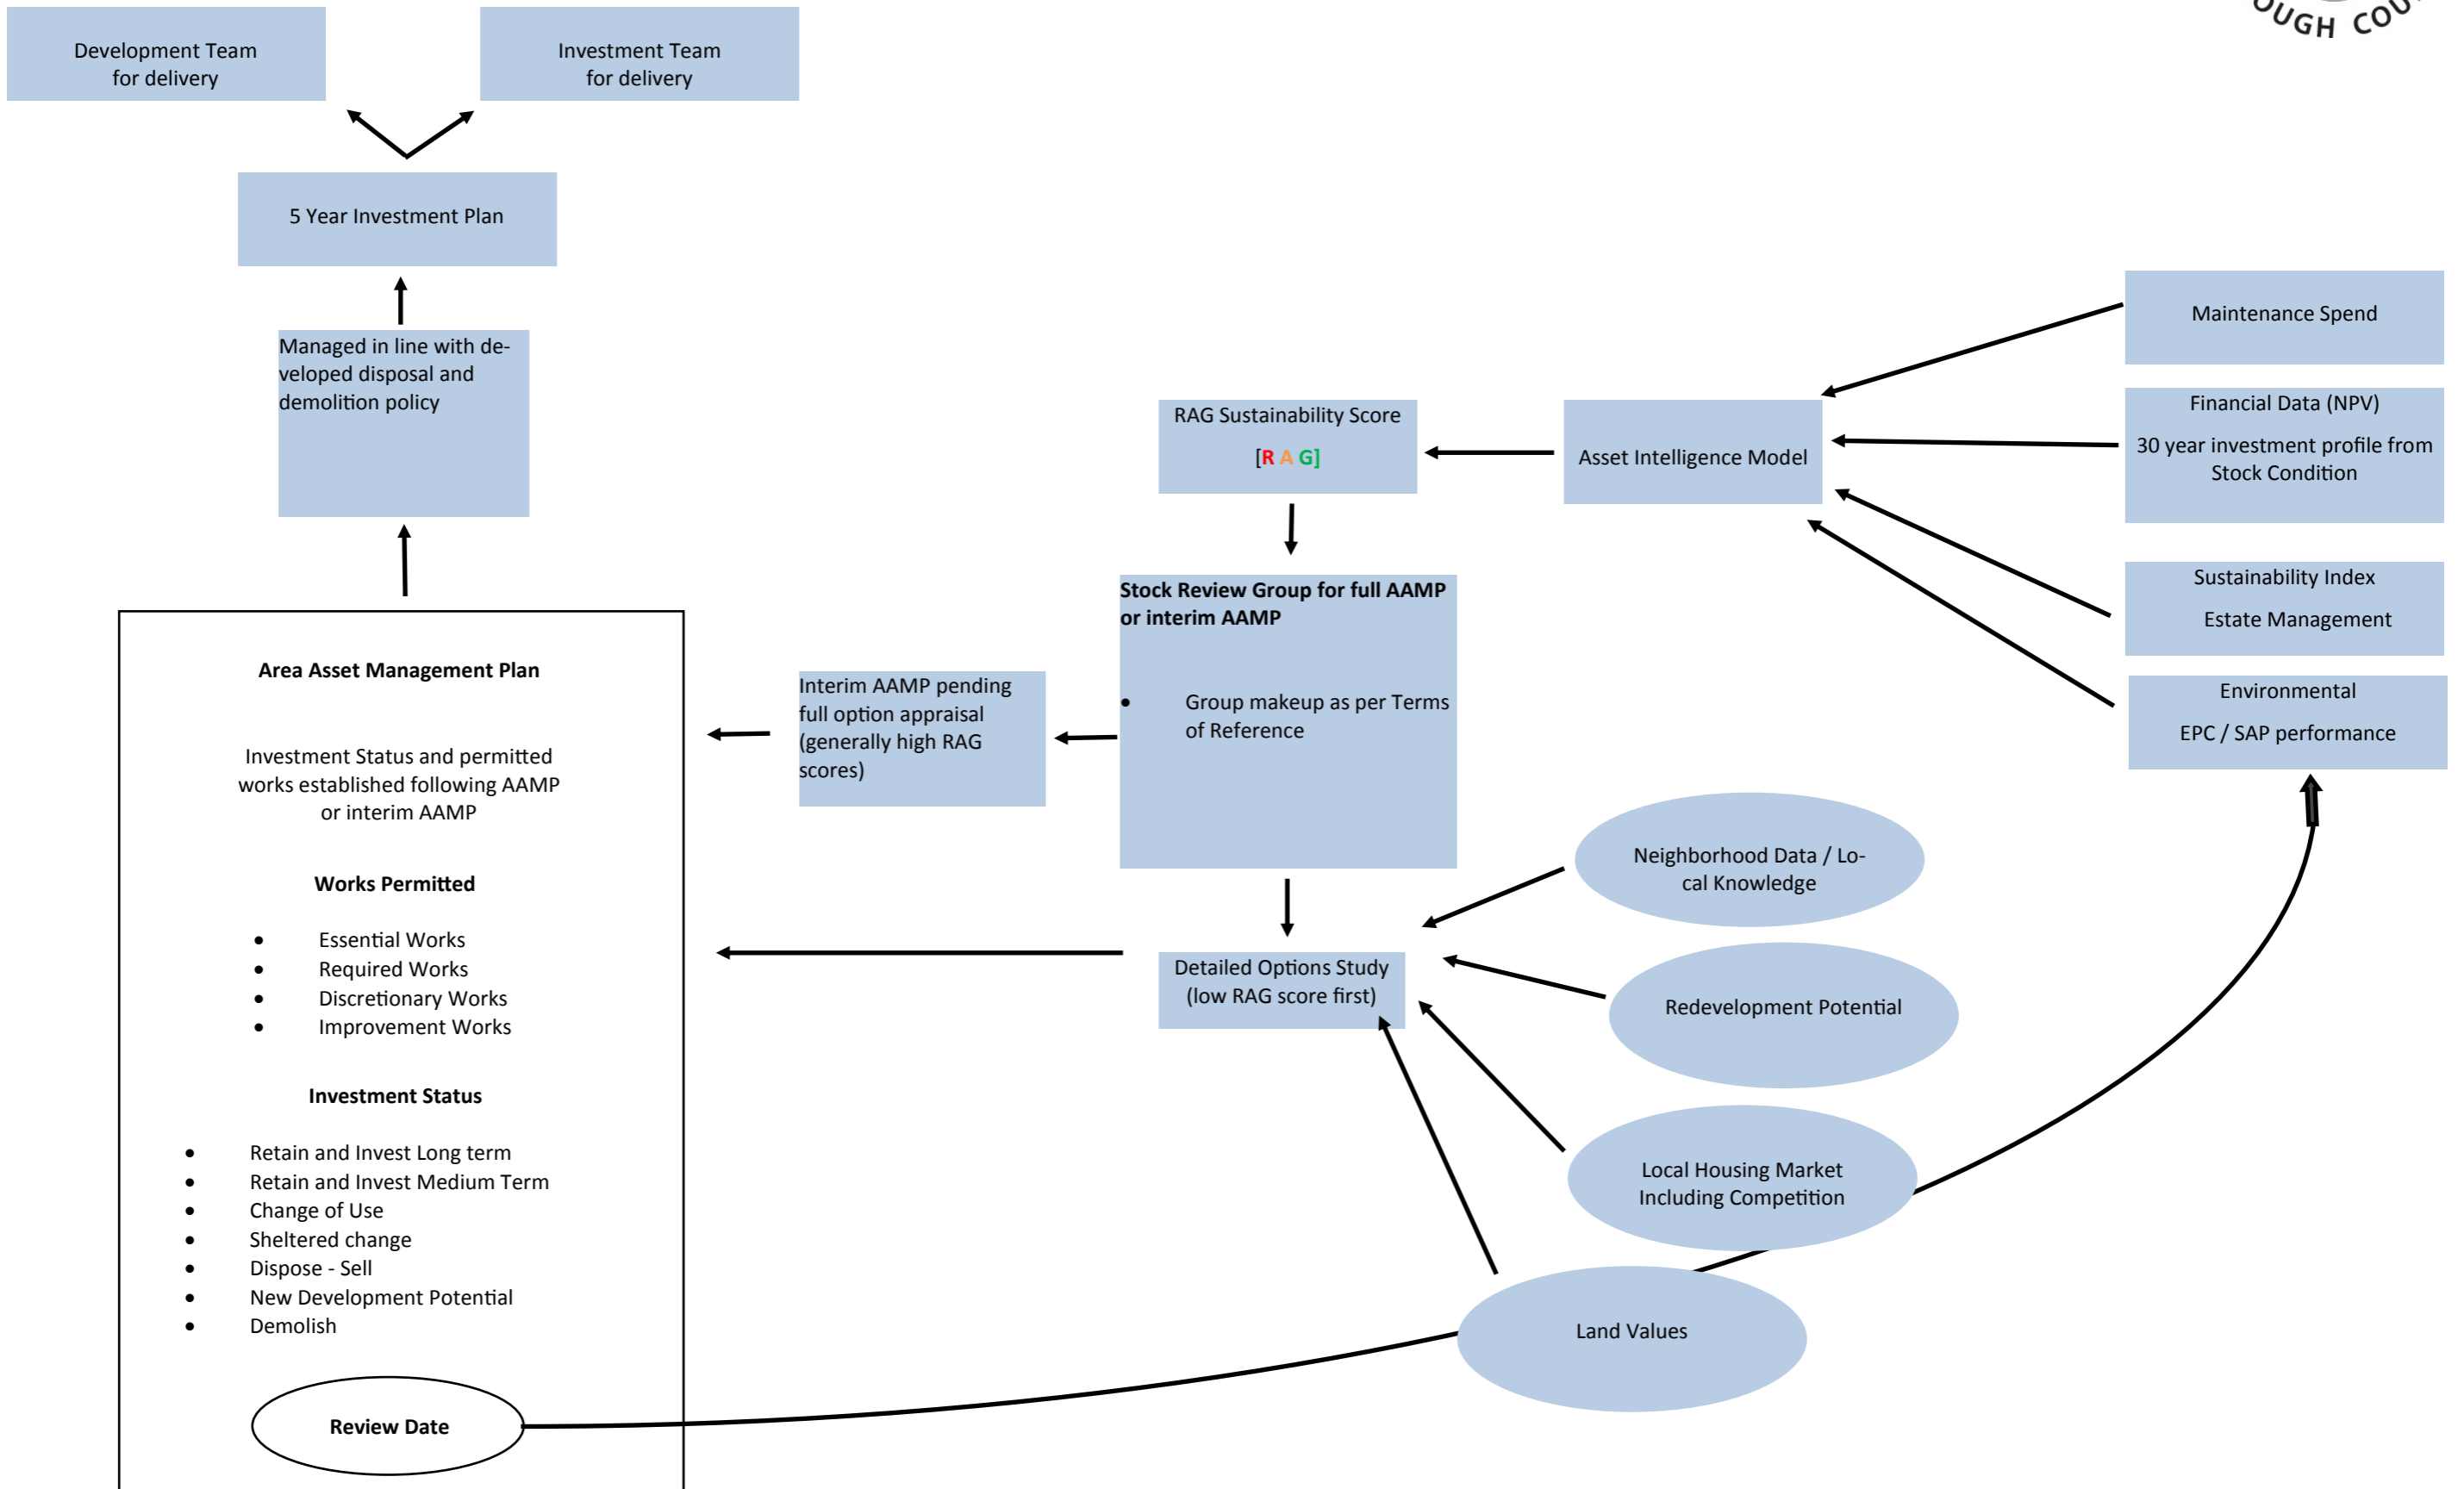 OUGH COU
Development Team
for delivery
Investment Team
for delivery
5 Year Investment Plan
Managed in line with de-
veloped disposal and
demolition policy
Maintenance Spend
Financial Data (NPV)
30 year investment profile from
Stock Condition
RAG Sustainability Score
[R A G]
Asset Intelligence Model
Sustainability Index
Estate Management
Environmental
EPC / SAP performance
Stock Review Group for full AAMP
or interim AAMP
• Group makeup as per Terms
of Reference
Interim AAMP pending
full option appraisal
(generally high RAG
scores)
Area Asset Management Plan
Investment Status and permitted
works established following AAMP
or interim AAMP
Works Permitted
• Essential Works
• Required Works
• Discretionary Works
• Improvement Works
Investment Status
• Retain and Invest Long term
• Retain and Invest Medium Term
• Change of Use
• Sheltered change
• Dispose - Sell
• New Development Potential
• Demolish
Review Date
Detailed Options Study
(low RAG score first)
Neighborhood Data / Lo-
cal Knowledge
Redevelopment Potential
Local Housing Market
Including Competition
Land Values